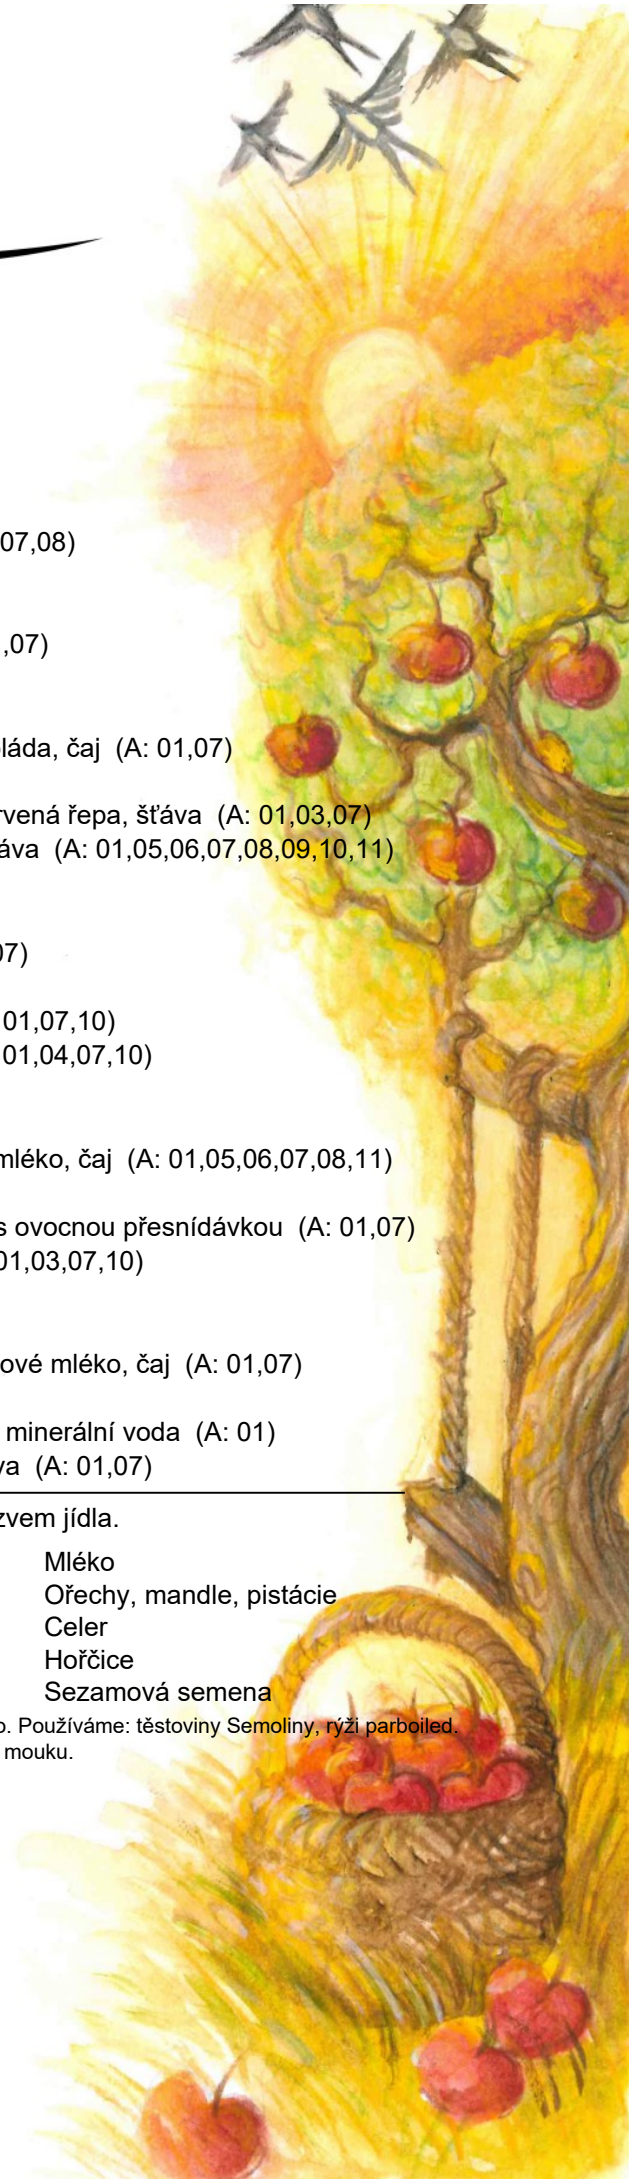 07,08)
,07)
láda, čaj (A: 01,07)
rvená řepa, šťáva (A: 01,03,07)
áva (A: 01,05,06,07,08,09,10,11)
07)
01,07,10)
01,04,07,10)
mléko, čaj (A: 01,05,06,07,08,11)
s ovocnou přesnídávkou (A: 01,07)
01,03,07,10)
ové mléko, čaj (A: 01,07)
minerální voda (A: 01)
va (A: 01,07)
zvem jídla.
Mléko
Ořechy, mandle, pistácie
Celer
Hořčice
Sezamová semena
o. Používáme: těstoviny Semoliny, rýži parboiled.
mouku.